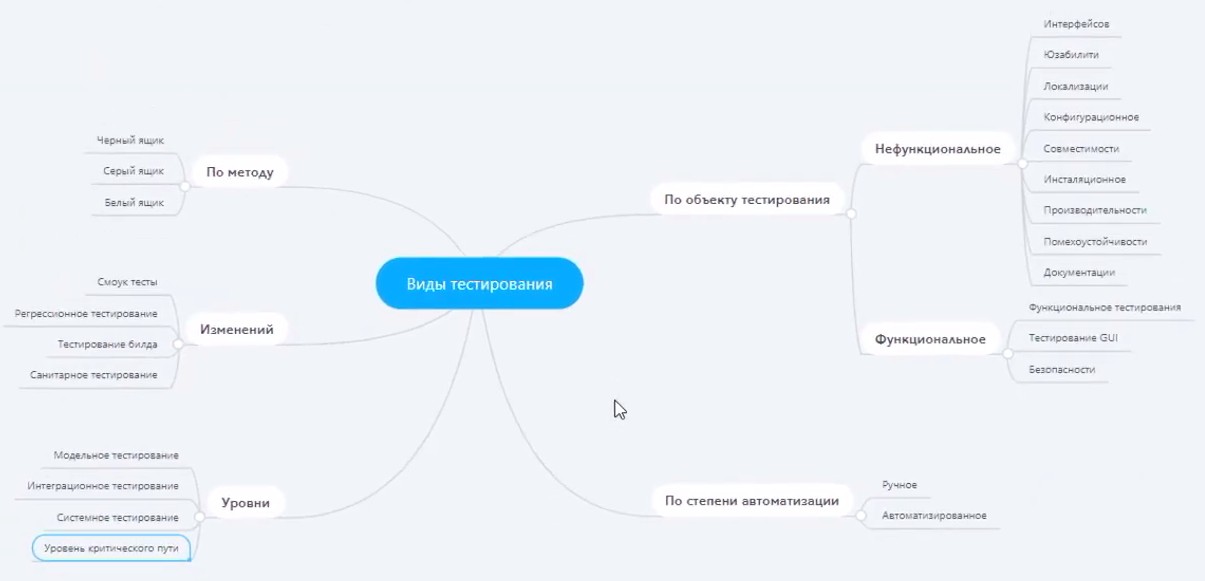 Виды тестирования
По методу
Черный ящик
Серый ящик
Белый ящик
Изменений
Смоук тесты
Регрессионное тестирование
Тестирование билда
Санитарное тестирование
Уровни
Модельное тестирование
Интеграционное тестирование
Системное тестирование
Уровень критического пути
По объекту тестирования
Нефункциональное
Интерфейсов
Юзабилити
Локализации
Конфигурационное
Совместимости
Инсталяционное
Производительности
Помехоустойчивости
Документации
Функциональное
Функциональное тестирования
Тестирование GUI
Безопасности
По степени автоматизации
Ручное
Автоматизированное